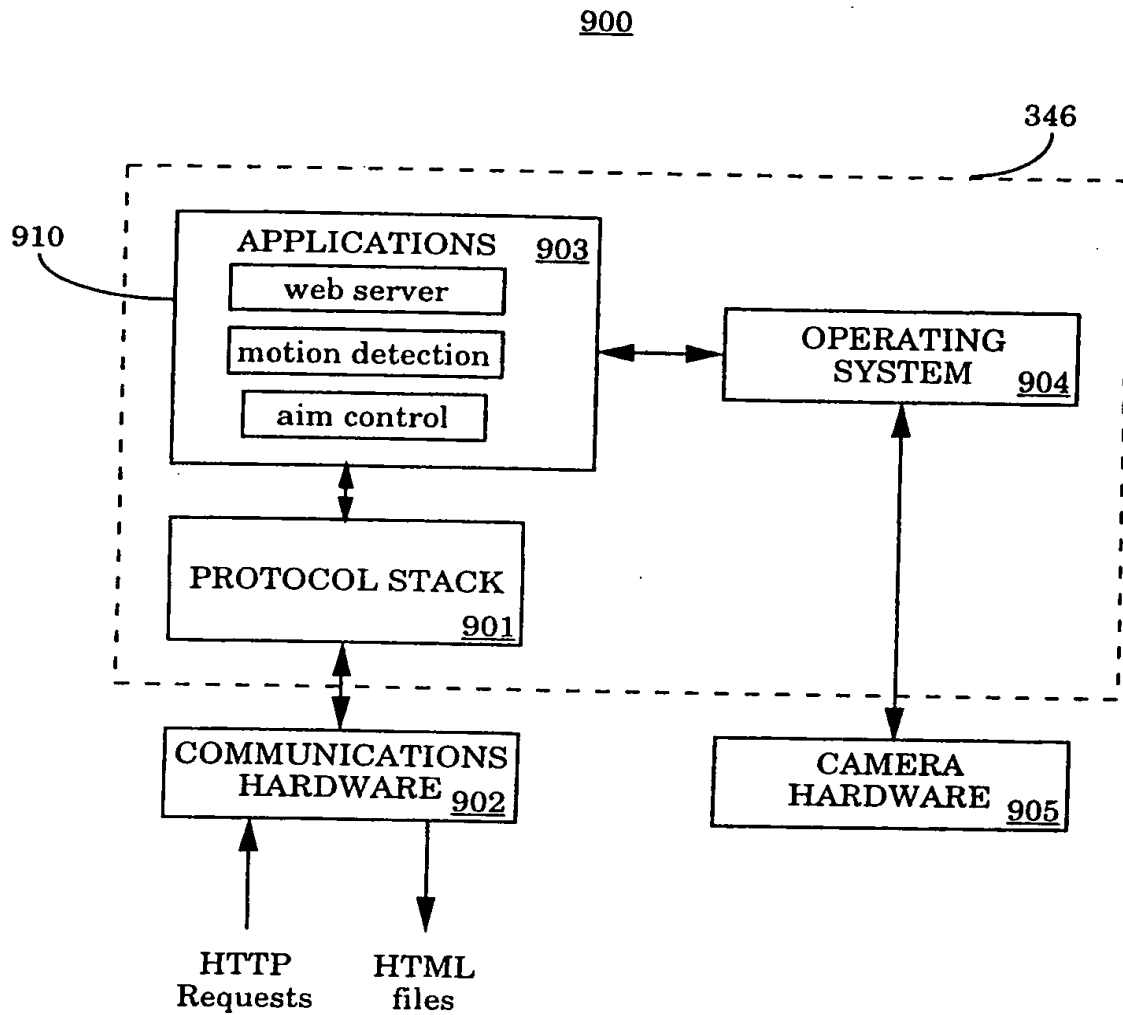 900
346
910
APPLICATIONS
903
web server
motion detection
aim control
OPERATING
SYSTEM
904
PROTOCOL STACK
901
COMMUNICATIONS
HARDWARE
902
CAMERA
HARDWARE
905
HTTP
Requests
HTML
files